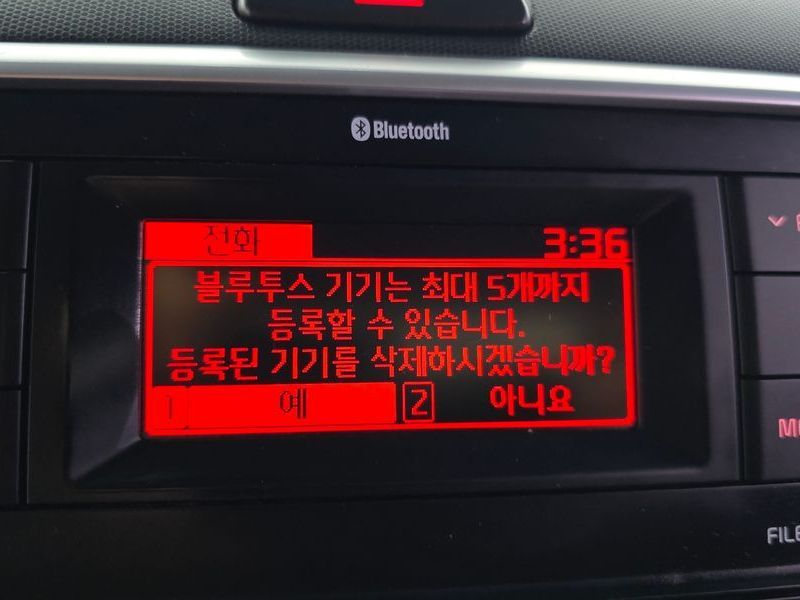 Bluetooth
전화 3:36
블루투스 기기는 최대 5개까지
등록할 수 있습니다.
등록된 기기를 삭제하시겠습니까?
1 예 2 아니요
FILE